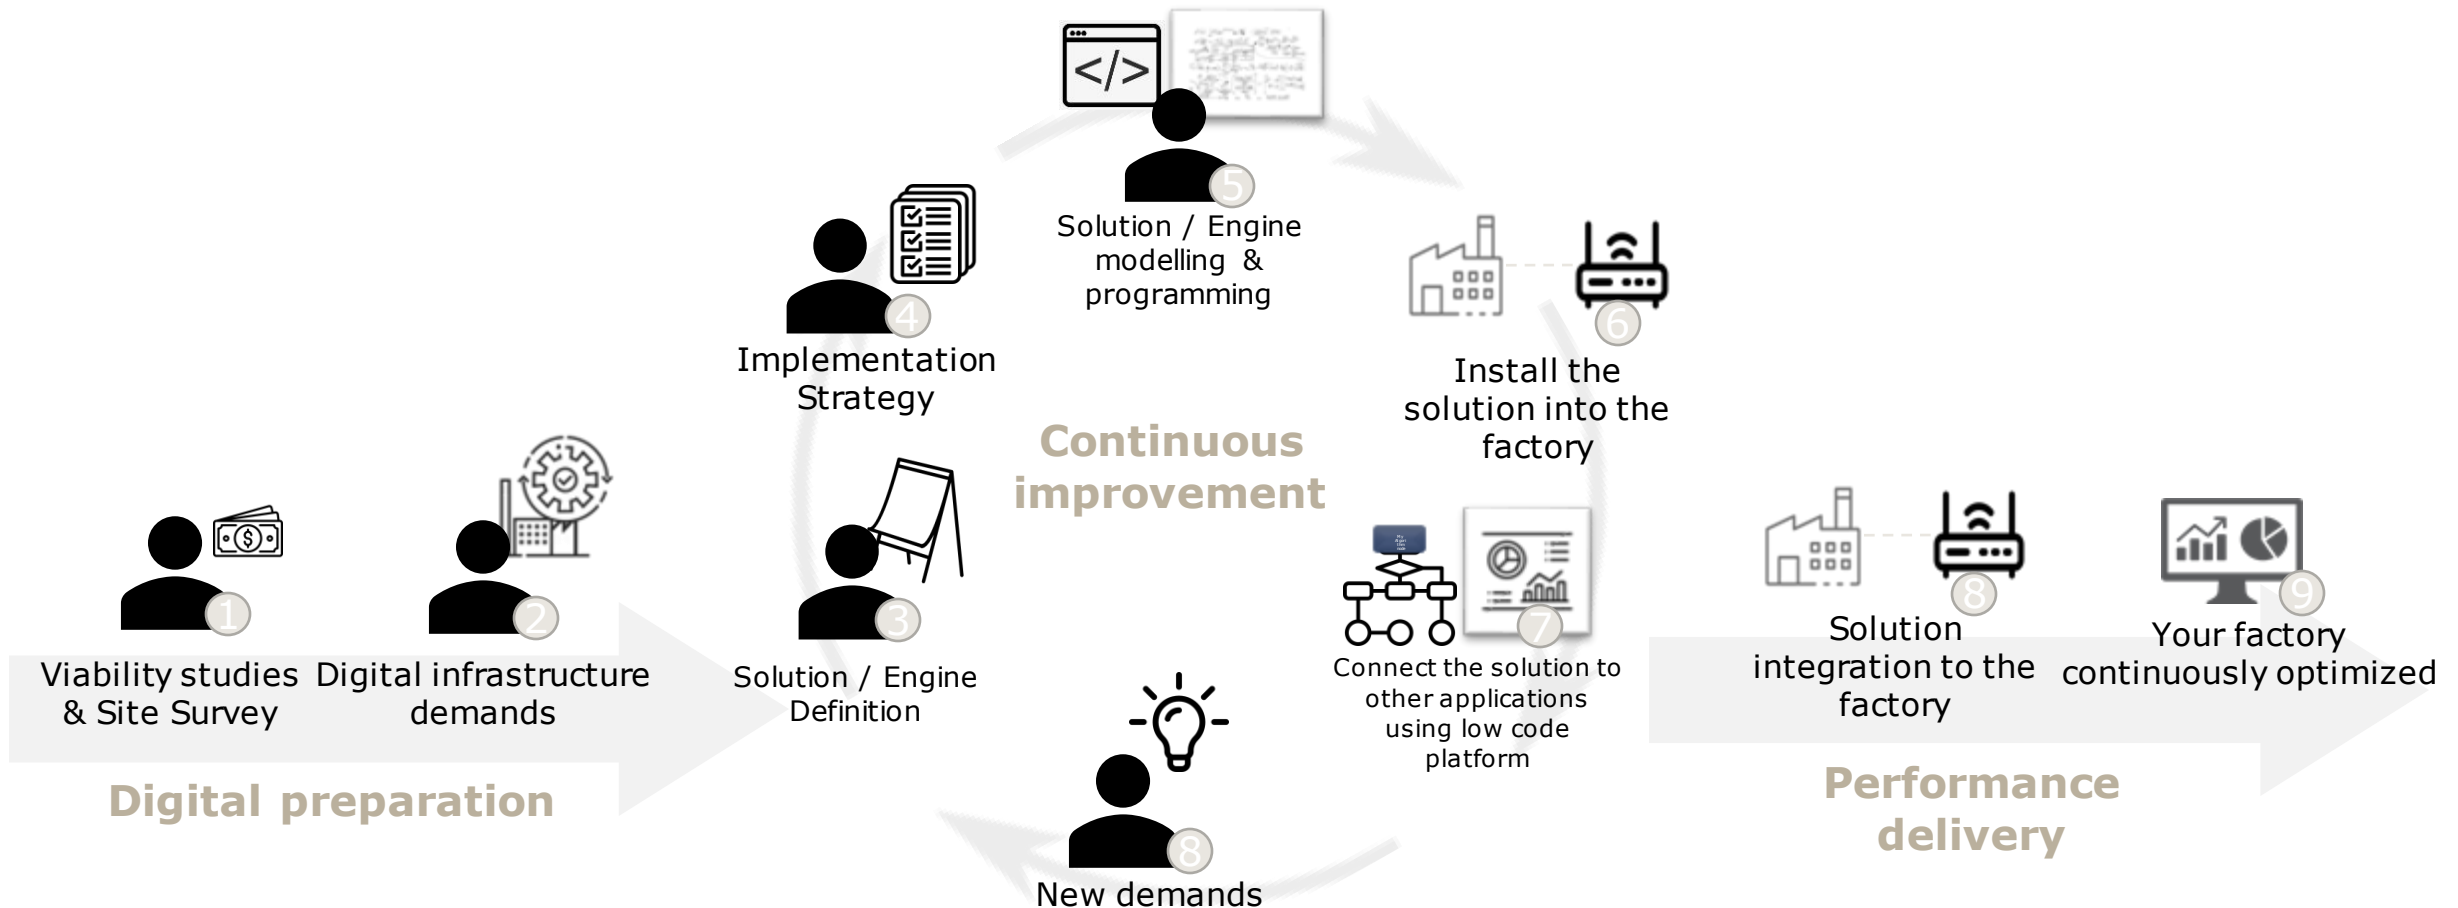 1
Viability studies
& Site Survey
2
Digital infrastructure
demands
Digital preparation
3
Solution / Engine
Definition
4
Implementation
Strategy
</>
5
Solution / Engine
modelling &
programming
6
Install the
solution into the
factory
Continuous
improvement
7
Connect the solution to
other applications
using low code
platform
8
New demands
8
Solution
integration to the
factory
9
Your factory
continuously optimized
Performance
delivery